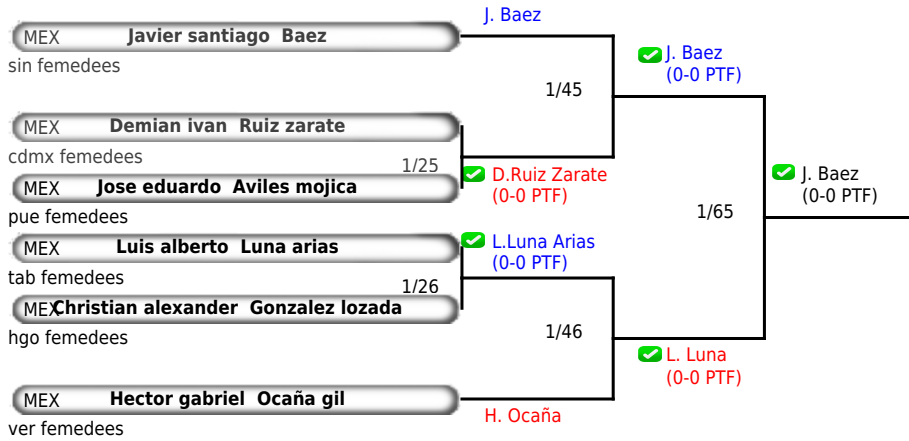 J. Baez
MEX Javier santiago Baez
sin femedees
J. Baez
(0-0 PTF)
1/45
MEX Demian ivan Ruiz zarate
cdmx femedees
1/25
D.Ruiz Zarate
(0-0 PTF)
J. Baez
(0-0 PTF)
MEX Jose eduardo Aviles mojica
pue femedees
1/65
MEX Luis alberto Luna arias
L.Luna Arias
(0-0 PTF)
tab femedees
1/26
MEX Christian alexander Gonzalez lozada
hgo femedees
1/46
L. Luna
(0-0 PTF)
MEX Hector gabriel Ocaña gil
H. Ocaña
ver femedees